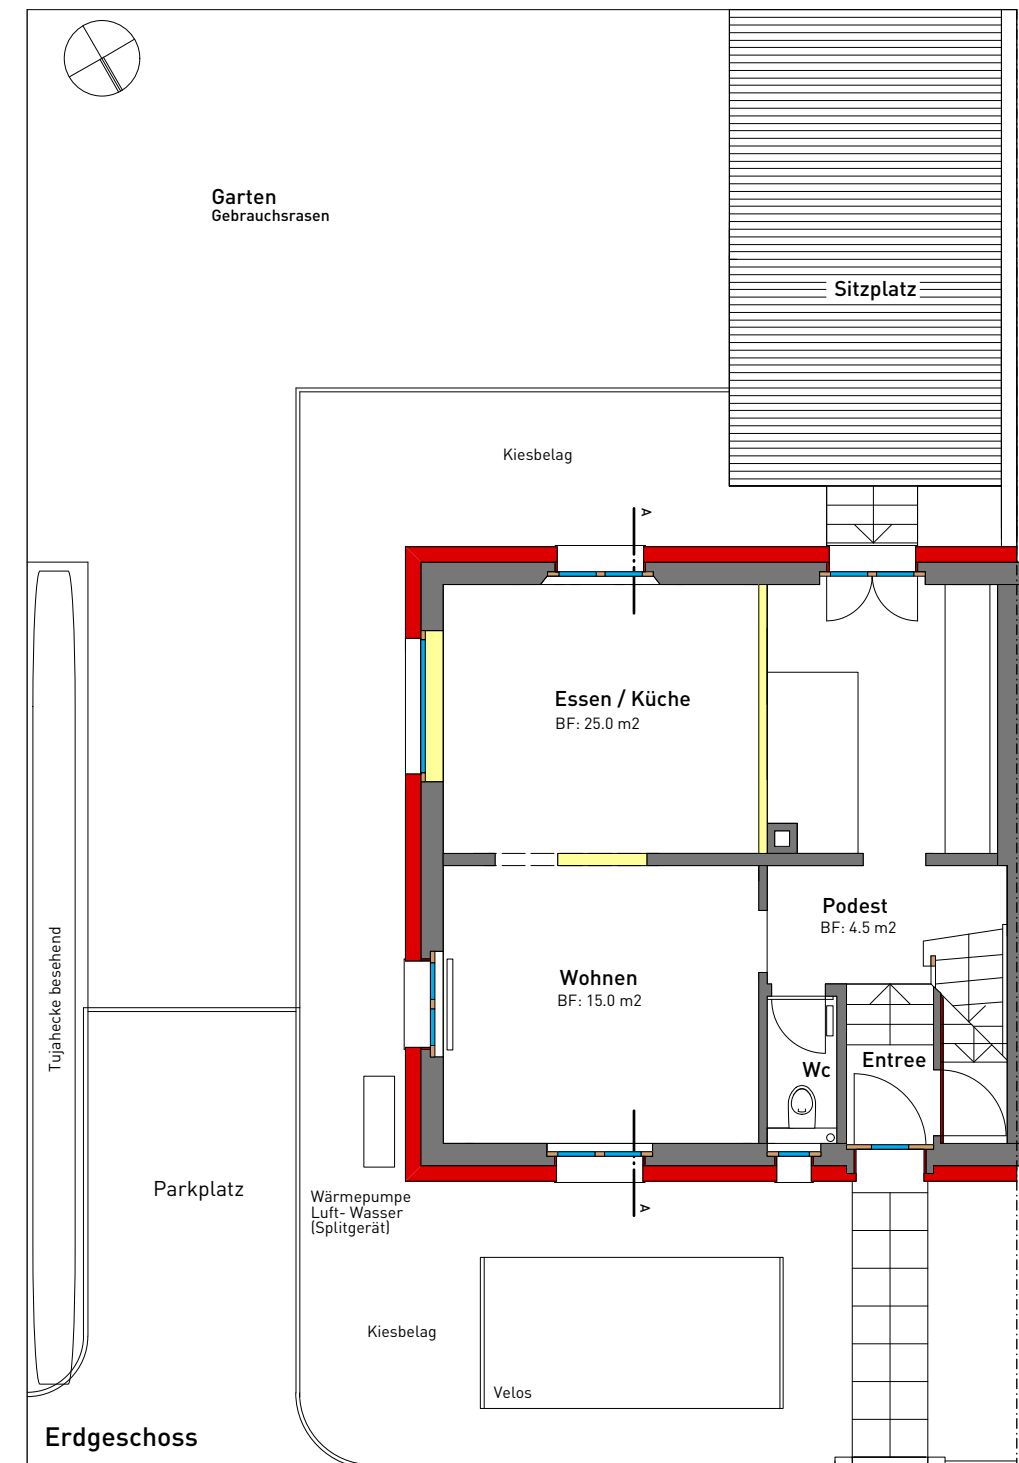 Garten
Gebrauchsrasen
Sitzplatz
Kiesbelag
A
Essen / Küche
BF: 25.0 m2
Podest
BF: 4.5 m2
Wohnen
BF: 15.0 m2
Tujahecke besehend
Wc
Entree
Parkplatz
Wärmepumpe
Luft- Wasser
(Splitgerät)
A
Kiesbelag
Velos
Erdgeschoss